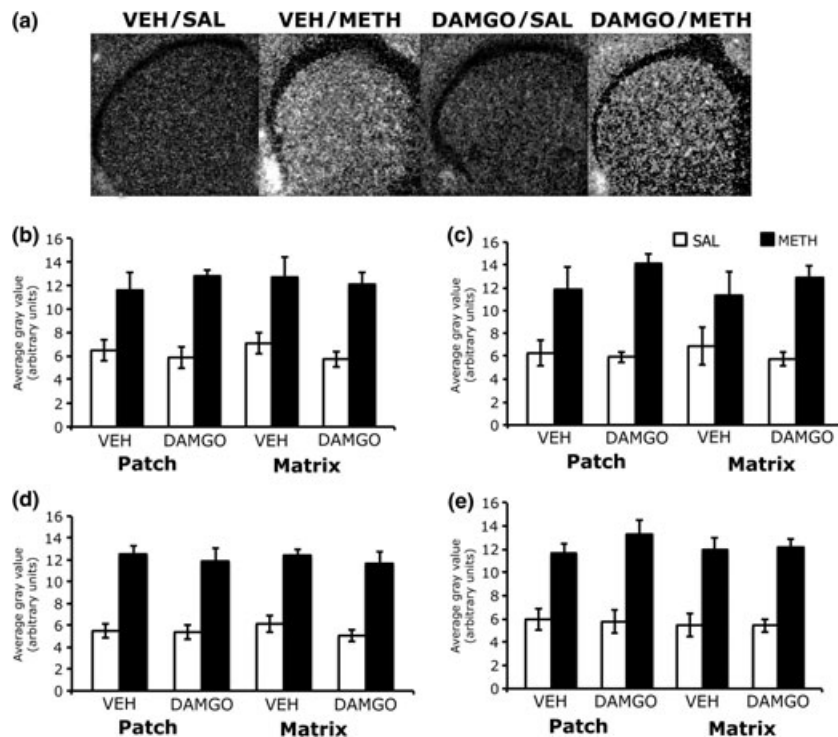 (a) VEH/SAL VEH/METH DAMGO/SAL DAMGO/METH
(b)
Average gray value
(arbitrary units)
16
14
12
10
8
6
4
2
0
VEH DAMGO VEH DAMGO
Patch Matrix
(c)
SAL METH
Average gray value
(arbitrary units)
16
14
12
10
8
6
4
2
0
VEH DAMGO VEH DAMGO
Patch Matrix
(d)
Average gray value
(arbitrary units)
16
14
12
10
8
6
4
2
0
VEH DAMGO VEH DAMGO
Patch Matrix
(e)
Average gray value
(arbitrary units)
16
14
12
10
8
6
4
2
0
VEH DAMGO VEH DAMGO
Patch Matrix